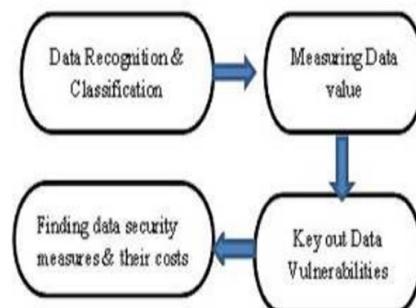 Data Recognition &
Classification
Measuring Data
value
Key out Data
Vulnerabilities
Finding data security
measures & their costs